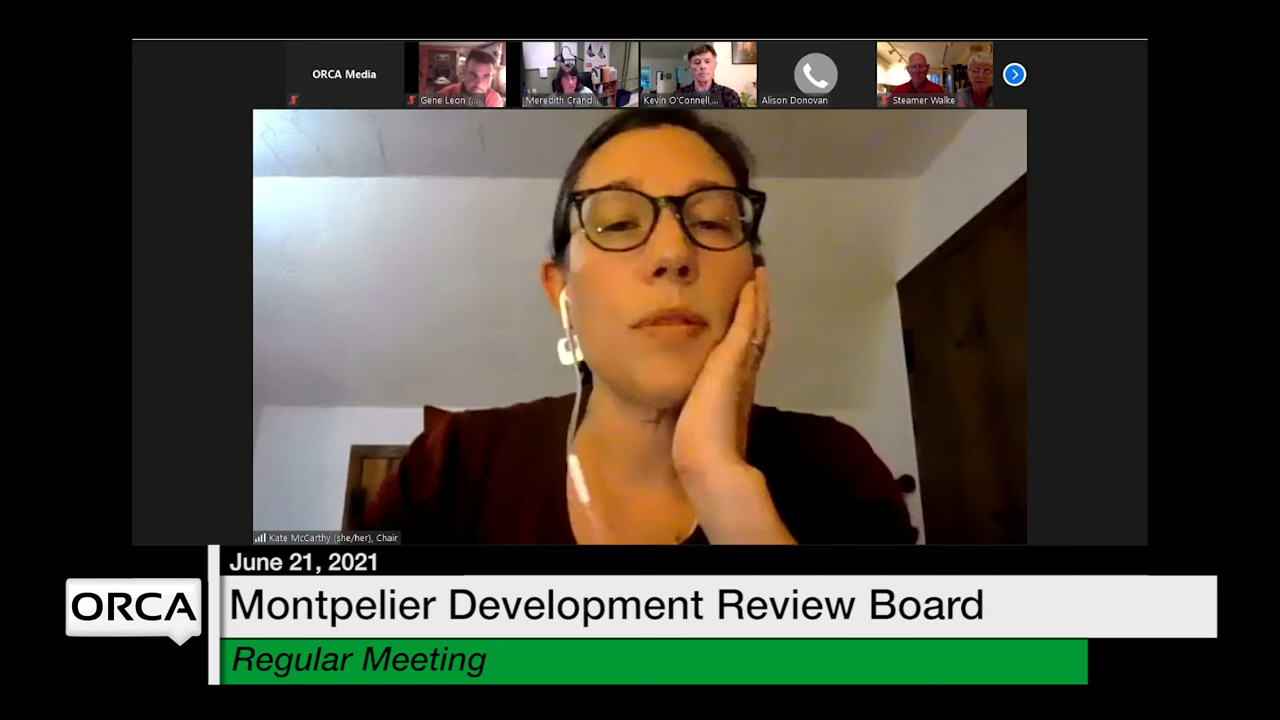 ORCA Media
Gene Leon (...
Meredith Crand...
Kevin O'Connell,...
Alison Donovan
Steamer Walke
Kate McCarthy (she/her), Chair
June 21, 2021
ORCA
Montpelier Development Review Board
Regular Meeting